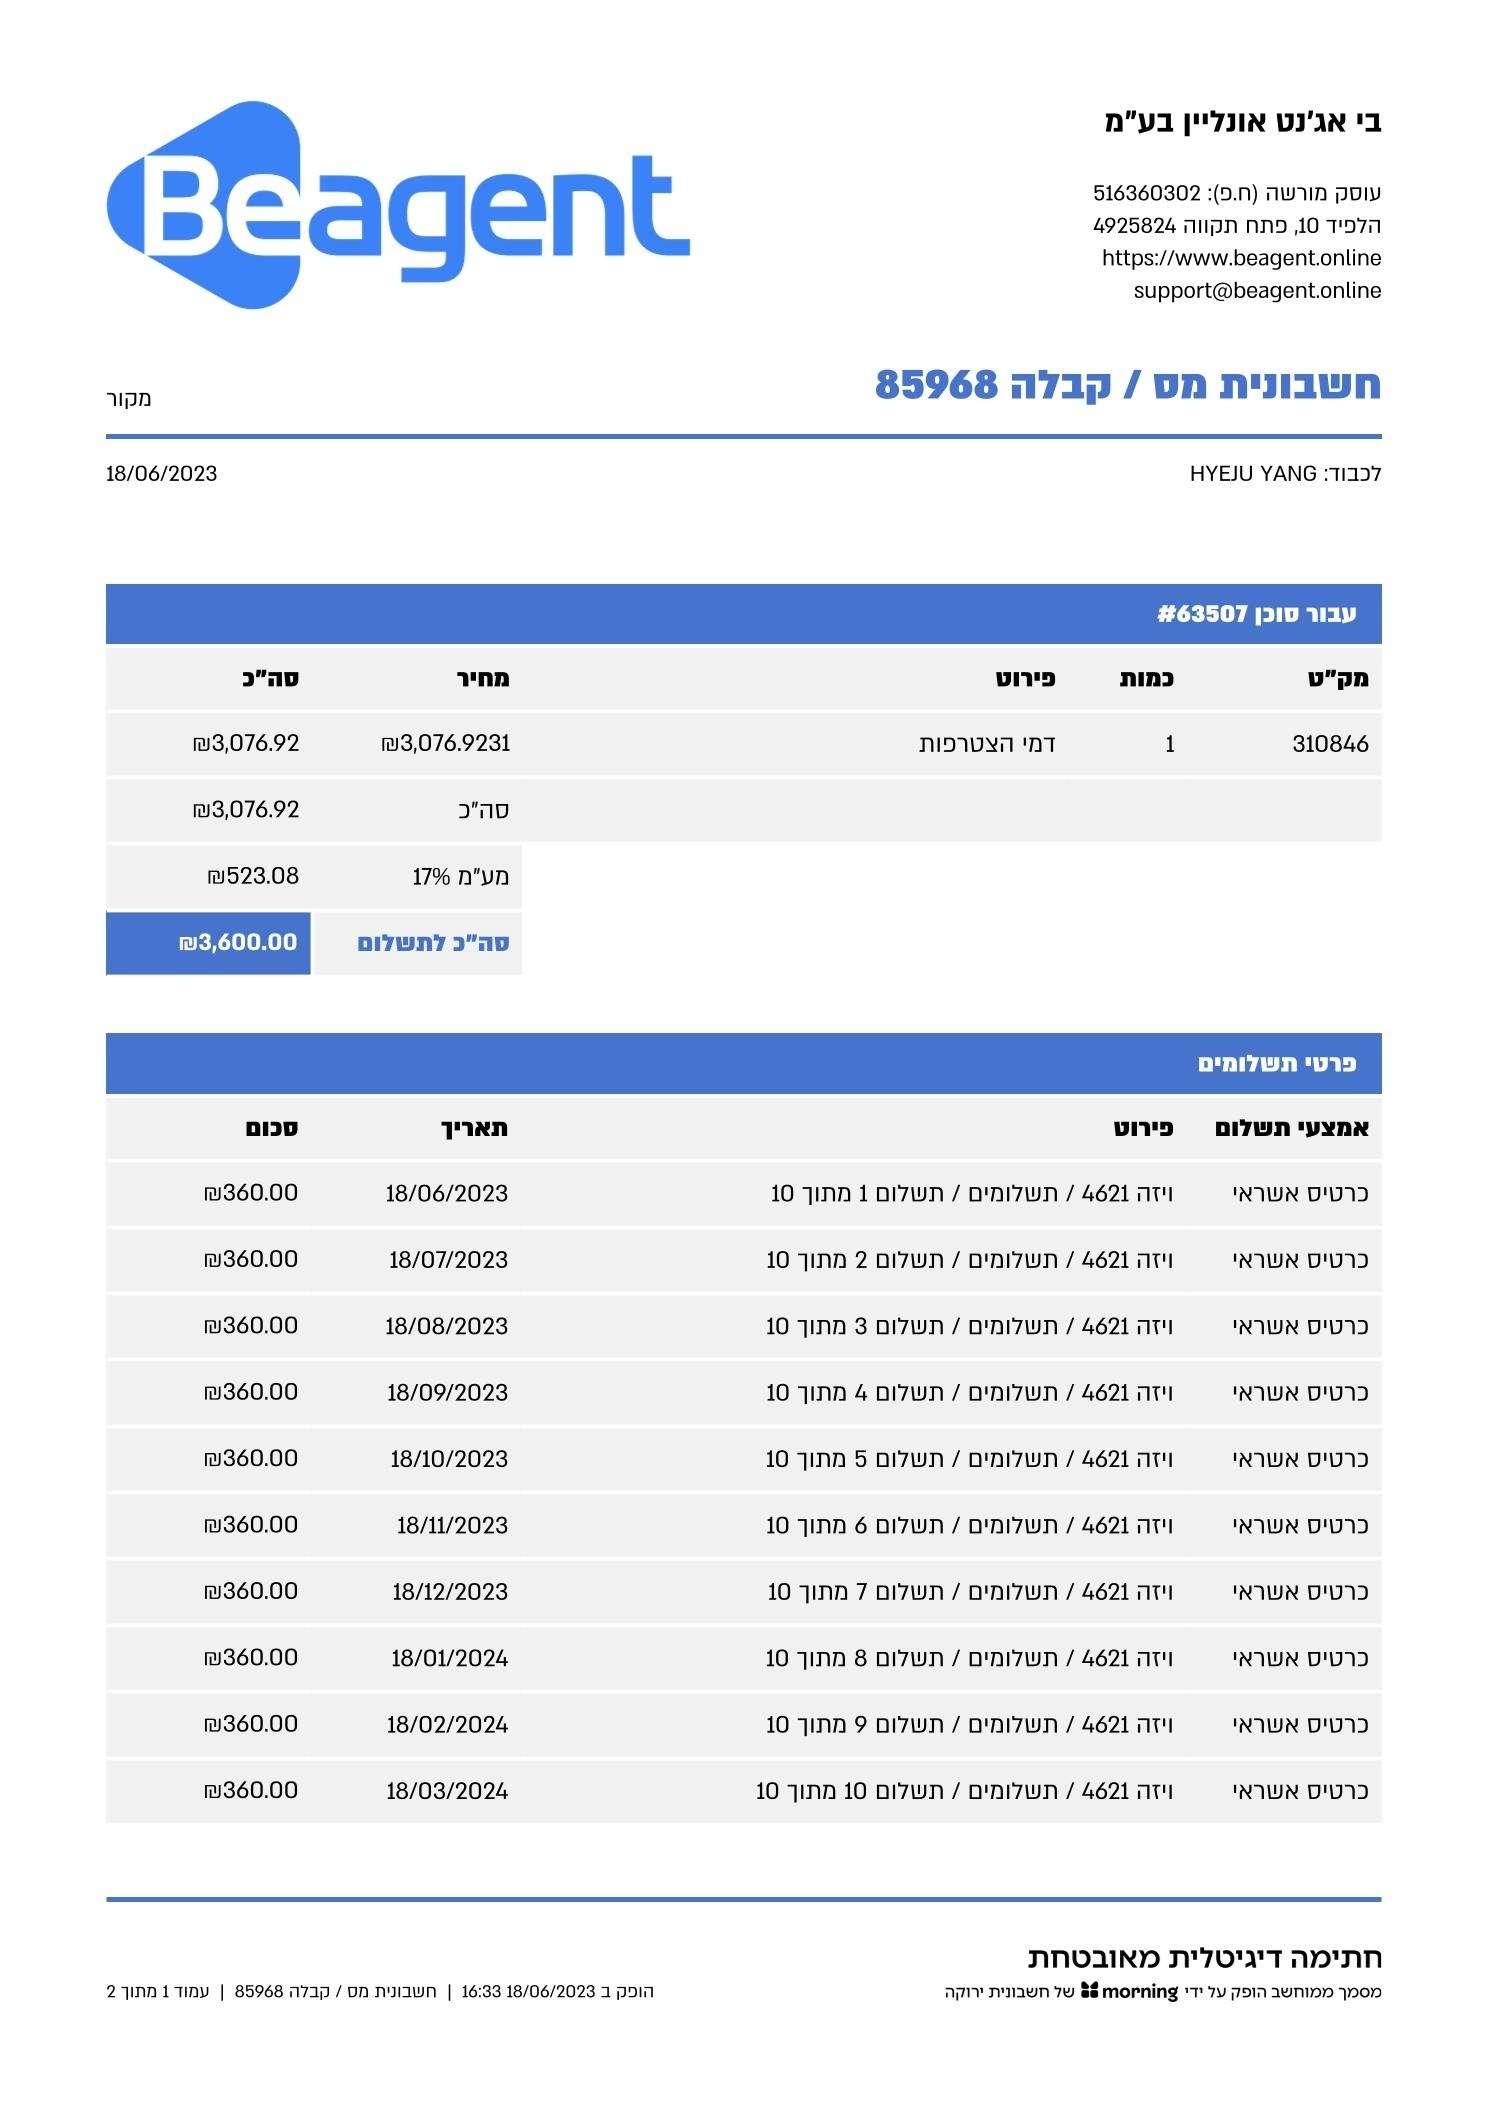 Beagent
בי אג'נט אונליין בע"מ
עוסק מורשה (ח.פ): 516360302
הלפיד 10, פתח תקווה 4925824
https://www.beagent.online
support@beagent.online
חשבונית מס / קבלה 85968
מקור
לכבוד: HYEJU YANG
18/06/2023
עבור סוכן 63507#
מק"ט כמות פירוט מחיר סה"כ
310846 1 דמי הצטרפות ₪3,076.9231 ₪3,076.92
סה"כ ₪3,076.92
מע"מ 17% ₪523.08
סה"כ לתשלום ₪3,600.00
פרטי תשלומים
אמצעי תשלום פירוט תאריך סכום
כרטיס אשראי ויזה 4621 / תשלומים / תשלום 1 מתוך 10 18/06/2023 ₪360.00
כרטיס אשראי ויזה 4621 / תשלומים / תשלום 2 מתוך 10 18/07/2023 ₪360.00
כרטיס אשראי ויזה 4621 / תשלומים / תשלום 3 מתוך 10 18/08/2023 ₪360.00
כרטיס אשראי ויזה 4621 / תשלומים / תשלום 4 מתוך 10 18/09/2023 ₪360.00
כרטיס אשראי ויזה 4621 / תשלומים / תשלום 5 מתוך 10 18/10/2023 ₪360.00
כרטיס אשראי ויזה 4621 / תשלומים / תשלום 6 מתוך 10 18/11/2023 ₪360.00
כרטיס אשראי ויזה 4621 / תשלומים / תשלום 7 מתוך 10 18/12/2023 ₪360.00
כרטיס אשראי ויזה 4621 / תשלומים / תשלום 8 מתוך 10 18/01/2024 ₪360.00
כרטיס אשראי ויזה 4621 / תשלומים / תשלום 9 מתוך 10 18/02/2024 ₪360.00
כרטיס אשראי ויזה 4621 / תשלומים / תשלום 10 מתוך 10 18/03/2024 ₪360.00
חתימה דיגיטלית מאובטחת
מסמך ממוחשב הופק על ידי morning של חשבונית ירוקה
הופק ב 18/06/2023 16:33 | חשבונית מס / קבלה 85968 | עמוד 1 מתוך 2